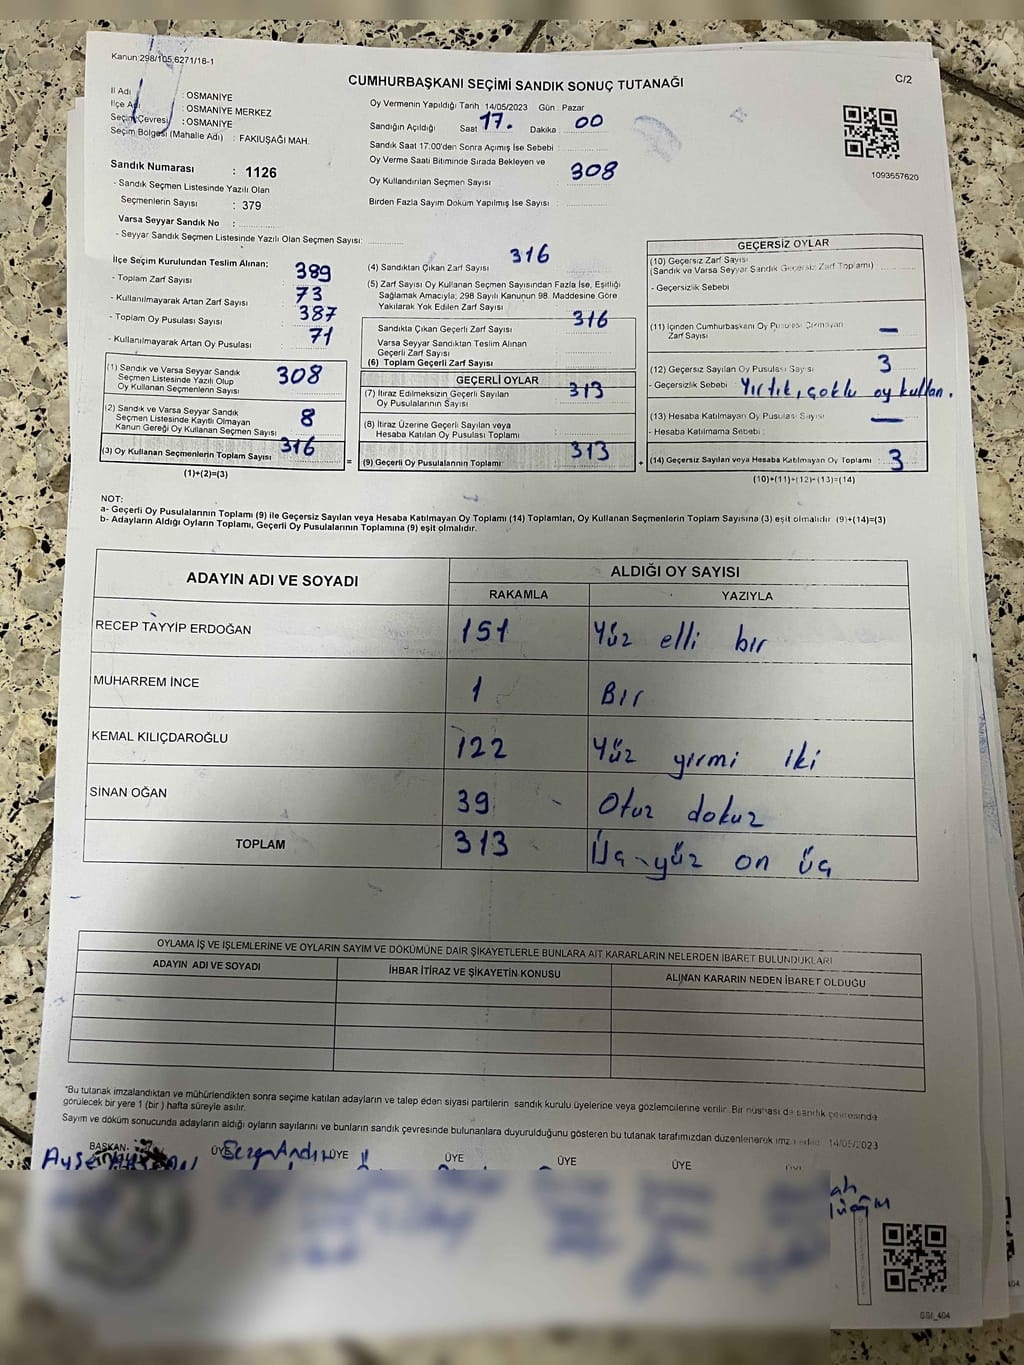 Kanun:298/105,6271/16-1
CUMHURBAŞKANI SEÇİMİ SANDIK SONUÇ TUTANAĞI
C/2
İl Adı : OSMANİYE
İlçe Adı : OSMANİYE MERKEZ
Seçim Çevresi : OSMANİYE
Seçim Bölgesi (Mahalle Adı) : FAKIUŞAĞI MAH.
Oy Vermenin Yapıldığı Tarih 14/05/2023 Gün : Pazar
Sandığın Açıldığı Saat 17. Dakika : 00
Sandık Saat 17:00'den Sonra Açılmış İse Sebebi :
Oy Verme Saati Bitiminde Sırada Bekleyen ve
Oy Kullandırılan Seçmen Sayısı : 308
Birden Fazla Sayım Döküm Yapılmış İse Sayısı :
1093557620
Sandık Numarası : 1126
- Sandık Seçmen Listesinde Yazılı Olan
Seçmenlerin Sayısı : 379
Varsa Seyyar Sandık No :
- Seyyar Sandık Seçmen Listesinde Yazılı Olan Seçmen Sayısı:
İlçe Seçim Kurulundan Teslim Alınan:
- Toplam Zarf Sayısı : 389
- Kullanılmayarak Artan Zarf Sayısı : 73
- Toplam Oy Pusulası Sayısı : 387
- Kullanılmayarak Artan Oy Pusulası : 71
(1) Sandık ve Varsa Seyyar Sandık
Seçmen Listesinde Yazılı Olup
Oy Kullanan Seçmenlerin Sayısı : 308
(2) Sandık ve Varsa Seyyar Sandık
Seçmen Listesinde Kayıtlı Olmayan
Kanun Gereği Oy Kullanan Seçmen Sayısı : 8
(3) Oy Kullanan Seçmenlerin Toplam Sayısı : 316
(1)+(2)=(3)
(4) Sandıktan Çıkan Zarf Sayısı : 316
(5) Zarf Sayısı Oy Kullanan Seçmen Sayısından Fazla İse, Eşitliği
Sağlamak Amacıyla; 298 Sayılı Kanunun 98. Maddesine Göre
Yakılarak Yok Edilen Zarf Sayısı :
Sandıkta Çıkan Geçerli Zarf Sayısı : 316
Varsa Seyyar Sandıktan Teslim Alınan
Geçerli Zarf Sayısı :
(6) Toplam Geçerli Zarf Sayısı :
GEÇERLİ OYLAR
(7) İtiraz Edilmeksizin Geçerli Sayılan
Oy Pusulalarının Sayısı : 313
(8) İtiraz Üzerine Geçerli Sayılan veya
Hesaba Katılan Oy Pusulası Toplamı :
= (9) Geçerli Oy Pusulalarının Toplamı : 313 +
GEÇERSİZ OYLAR
(10) Geçersiz Zarf Sayısı
(Sandık ve Varsa Seyyar Sandık Geçersiz Zarf Toplamı) :
- Geçersizlik Sebebi
(11) İçinden Cumhurbaşkanı Oy Pusulası Çıkmayan
Zarf Sayısı : –
(12) Geçersiz Sayılan Oy Pusulası Sayısı : 3
- Geçersizlik Sebebi : Yırtık, çoklu oy kullan.
(13) Hesaba Katılmayan Oy Pusulası Sayısı : –
- Hesaba Katılmama Sebebi :
(14) Geçersiz Sayılan veya Hesaba Katılmayan Oy Toplamı : 3
(10)+(11)+(12)+(13)=(14)
NOT:
a- Geçerli Oy Pusulalarının Toplamı (9) ile Geçersiz Sayılan veya Hesaba Katılmayan Oy Toplamı (14) Toplamları, Oy Kullanan Seçmenlerin Toplam Sayısına (3) eşit olmalıdır (9)+(14)=(3)
b- Adayların Aldığı Oyların Toplamı, Geçerli Oy Pusulalarının Toplamına (9) eşit olmalıdır.
ADAYIN ADI VE SOYADI
ALDIĞI OY SAYISI
RAKAMLA YAZIYLA
RECEP TAYYİP ERDOĞAN 151 Yüz elli bir
MUHARREM İNCE 1 Bir
KEMAL KILIÇDAROĞLU 122 Yüz yirmi iki
SİNAN OĞAN 39 Otuz dokuz
TOPLAM 313 Üç yüz on üç
OYLAMA İŞ VE İŞLEMLERİNE VE OYLARIN SAYIM VE DÖKÜMÜNE DAİR ŞİKAYETLERLE BUNLARA AİT KARARLARIN NELERDEN İBARET BULUNDUKLARI
ADAYIN ADI VE SOYADI
İHBAR İTİRAZ VE ŞİKAYETİN KONUSU
ALINAN KARARIN NEDEN İBARET OLDUĞU
"Bu tutanak imzalandıktan ve mühürlendikten sonra seçime katılan adayların ve talep eden siyasi partilerin sandık kurulu üyelerine veya gözlemcilerine verilir. Bir nüshası da sandık çevresinde
görülecek bir yere 1 (bir ) hafta süreyle asılır.
Sayım ve döküm sonucunda adayların aldığı oyların sayılarını ve bunların sandık çevresinde bulunanlara duyurulduğunu gösteren bu tutanak tarafımızdan düzenlenerek imza edildi. 14/05/2023
BAŞKAN ÜYE ÜYE ÜYE ÜYE ÜYE ÜYE
SSİ_404